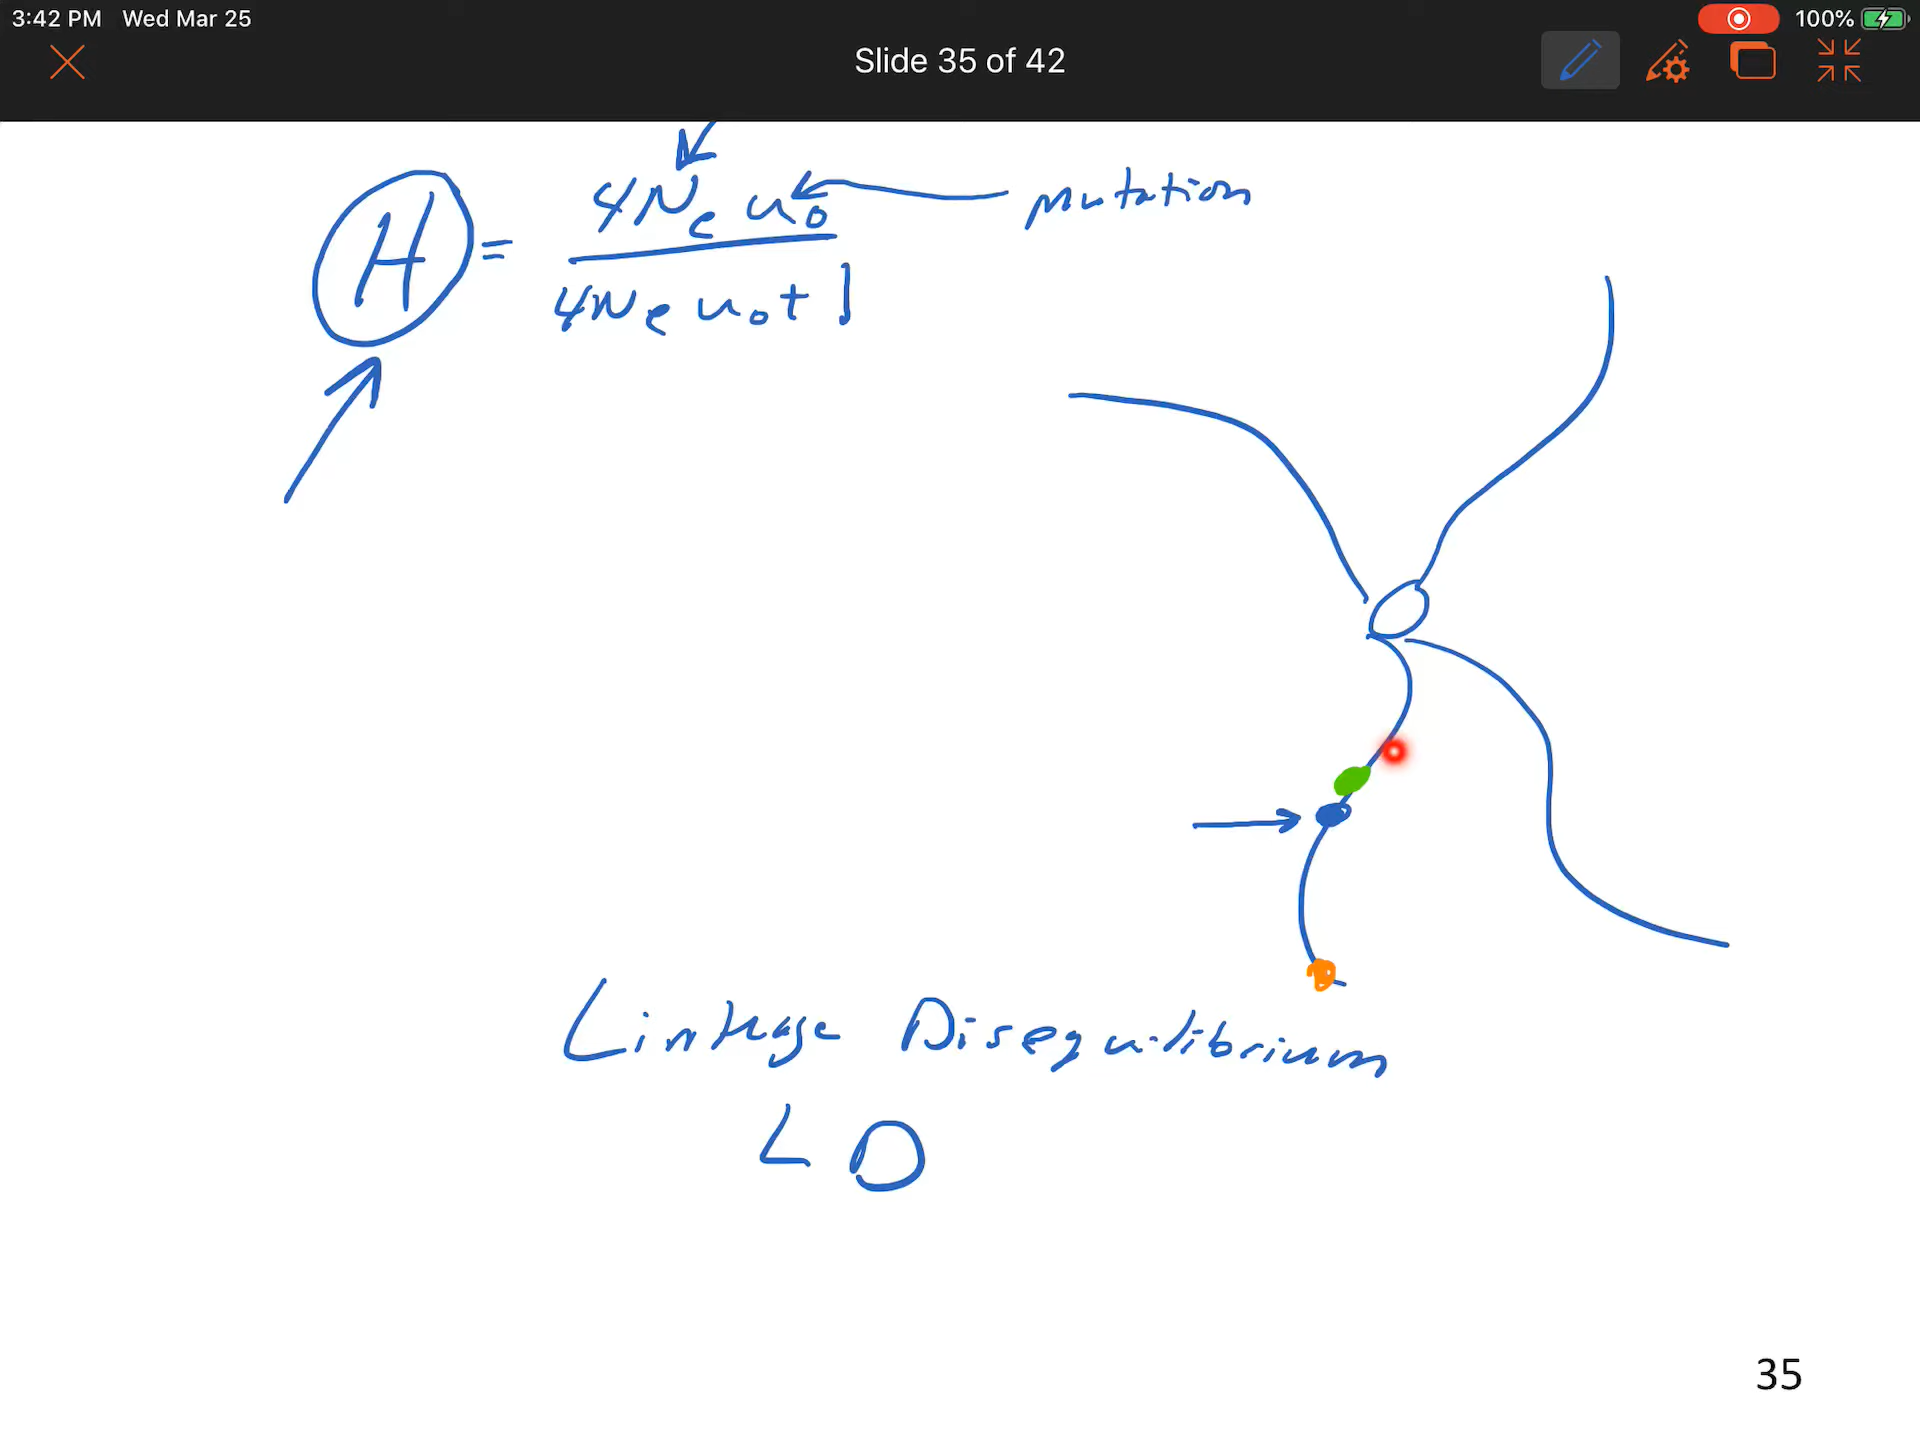 3:42 PM Wed Mar 25
100%
Slide 35 of 42
H = 4Neu₀ / 4Neu₀+1
mutation
Linkage Disequilibrium
LD
35